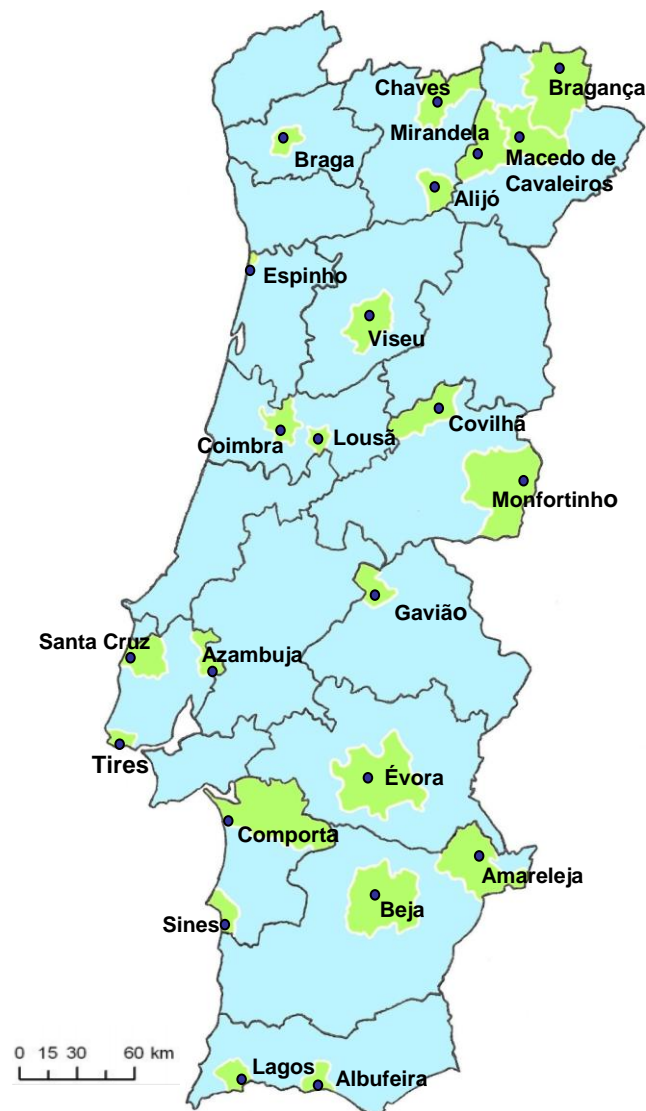 Chaves
Bragança
Mirandela
Braga
Macedo de
Cavaleiros
Alijó
Espinho
Viseu
Covilhã
Coimbra
Lousã
Monfortinho
Gavião
Santa Cruz
Azambuja
Tires
Évora
Comporta
Amareleja
Beja
Sines
0 15 30 60 km
Lagos
Albufeira